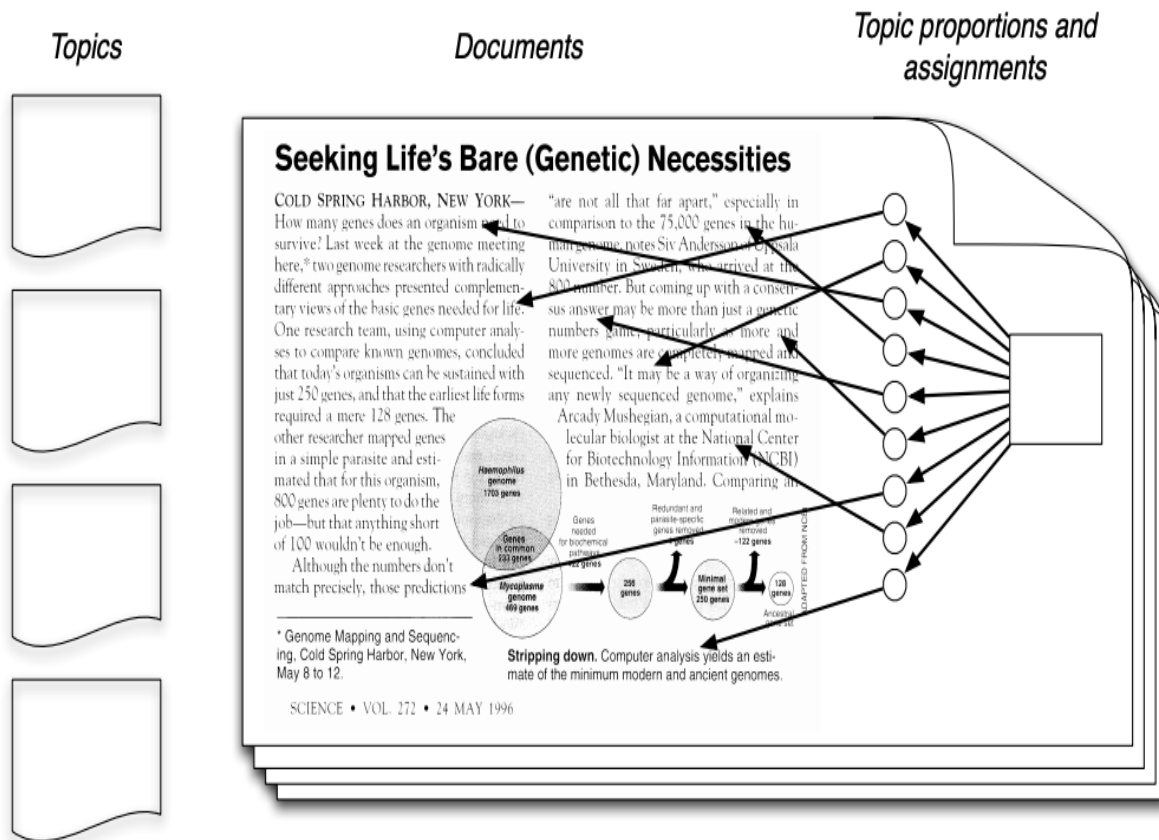 Topics
Documents
Topic proportions and
assignments
Seeking Life's Bare (Genetic) Necessities
COLD SPRING HARBOR, NEW YORK—
How many genes does an organism need to
survive? Last week at the genome meeting
here,* two genome researchers with radically
different approaches presented complemen-
tary views of the basic genes needed for life.
One research team, using computer analy-
ses to compare known genomes, concluded
that today's organisms can be sustained with
just 250 genes, and that the earliest life forms
required a mere 128 genes. The
other researcher mapped genes
in a simple parasite and esti-
mated that for this organism,
800 genes are plenty to do the
job—but that anything short
of 100 wouldn't be enough.
Although the numbers don't
match precisely, those predictions
* Genome Mapping and Sequenc-
ing, Cold Spring Harbor, New York,
May 8 to 12.
"are not all that far apart," especially in
comparison to the 75,000 genes in the hu-
man genome, notes Siv Andersson of Uppsala
University in Sweden, who arrived at the
800 number. But coming up with a consen-
sus answer may be more than just a genetic
numbers game, particularly as more and
more genomes are completely mapped and
sequenced. "It may be a way of organizing
any newly sequenced genome," explains
Arcady Mushegian, a computational mo-
lecular biologist at the National Center
for Biotechnology Information (NCBI)
in Bethesda, Maryland. Comparing an
Haemophilus
genome
1703 genes
Genes
in common
233 genes
Mycoplasma
genome
469 genes
Genes
needed
for biochemical
pathways
genes
256
genes
Redundant and
parasite-specific
genes removed
genes
Minimal
gene set
250 genes
Related and
genes
removed
–122 genes
128
genes
Ancestral
gene set
ADAPTED FROM NCBI
Stripping down. Computer analysis yields an esti-
mate of the minimum modern and ancient genomes.
SCIENCE • VOL. 272 • 24 MAY 1996